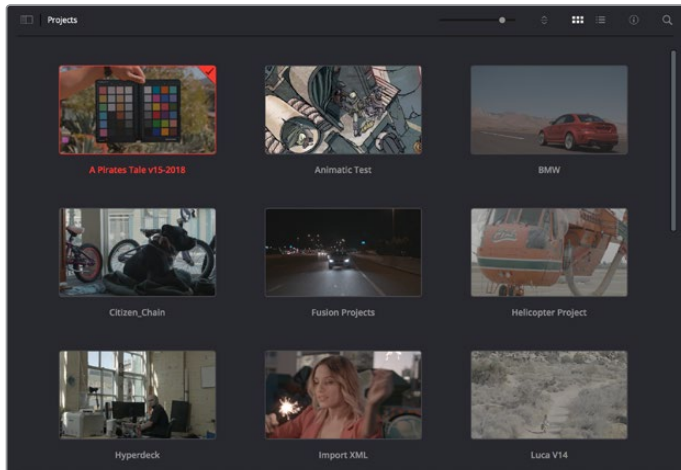 Projects
A Pirates Tale v15-2018
Animatic Test
BMW
Citizen_Chain
Fusion Projects
Helicopter Project
Hyperdeck
Import XML
Luca V14